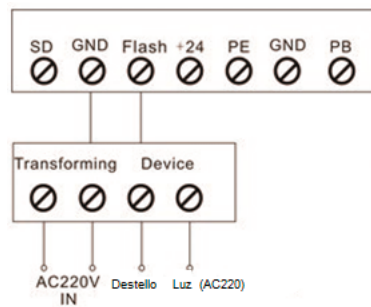 SD GND Flash +24 PE GND PB
Transforming Device
AC220V Destello Luz (AC220)
IN